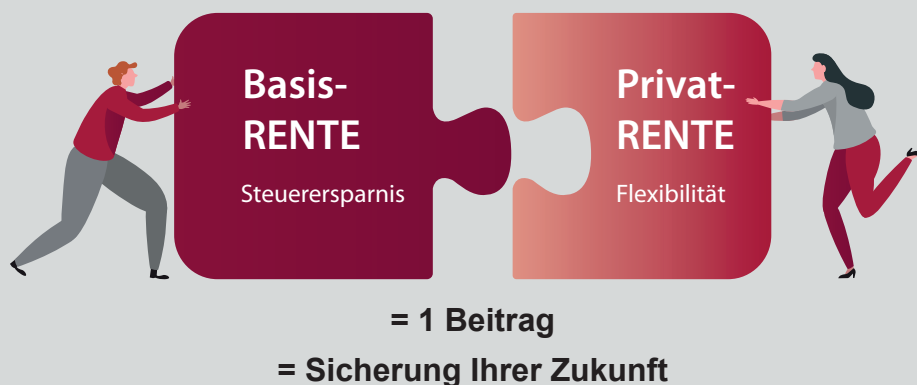 Basis-
RENTE
Steuerersparnis
Privat-
RENTE
Flexibilität
= 1 Beitrag
= Sicherung Ihrer Zukunft